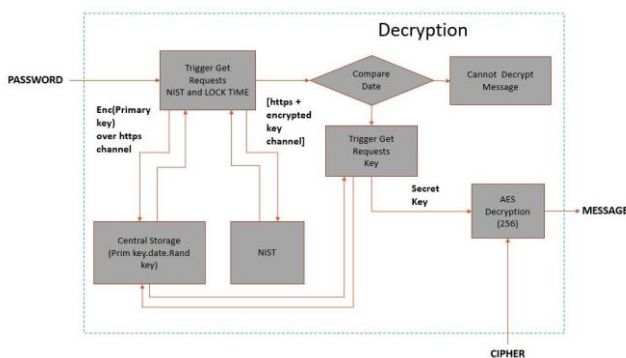 Decryption
PASSWORD
Trigger Get
Requests
NIST and LOCK TIME
Compare
Date
Cannot Decrypt
Message
Enc(Primary
key)
over https
channel
[https +
encrypted
key
channel]
Trigger Get
Requests
Key
Secret
Key
AES
Decryption
(256)
MESSAGE
Central Storage
(Prim key.date.Rand
key)
NIST
CIPHER